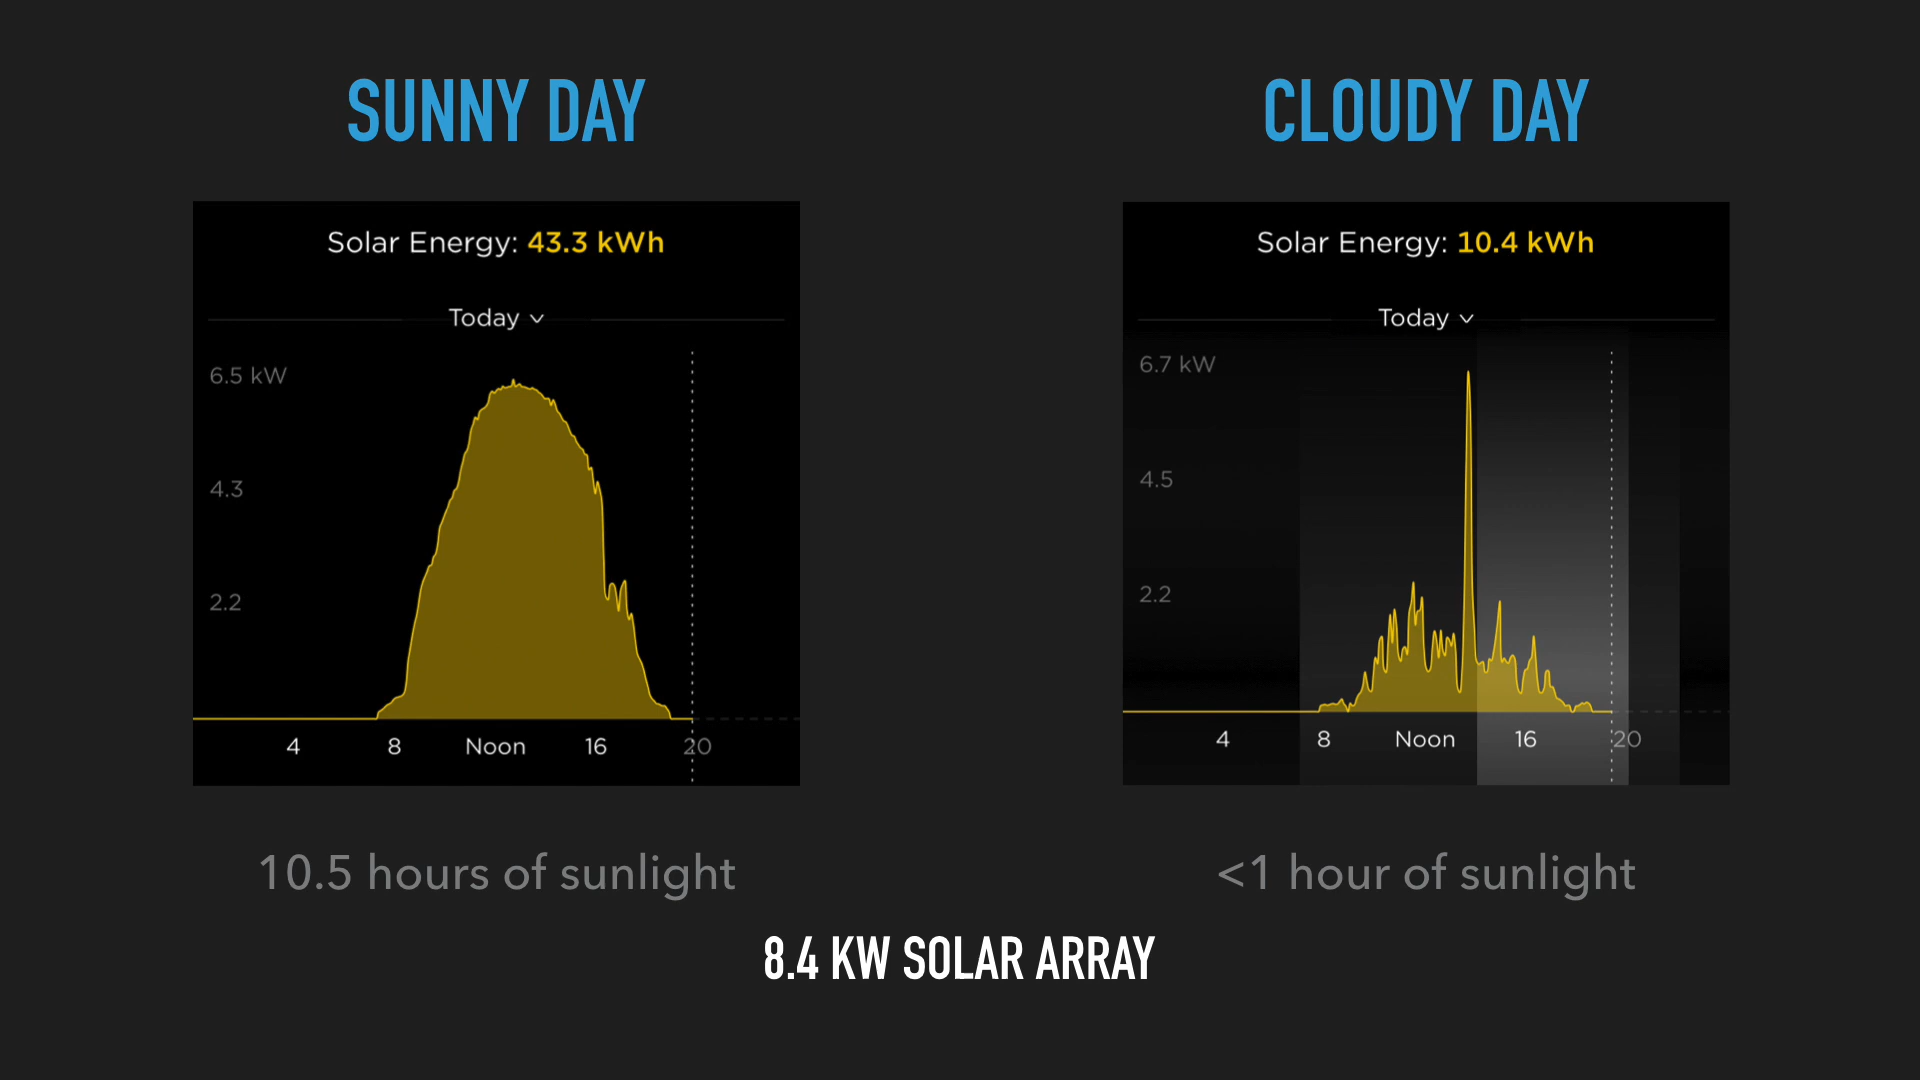 SUNNY DAY
Solar Energy: 43.3 kWh
Today
6.5 kW
4.3
2.2
4 8 Noon 16 20
10.5 hours of sunlight
CLOUDY DAY
Solar Energy: 10.4 kWh
Today
6.7 kW
4.5
2.2
4 8 Noon 16 20
<1 hour of sunlight
8.4 KW SOLAR ARRAY